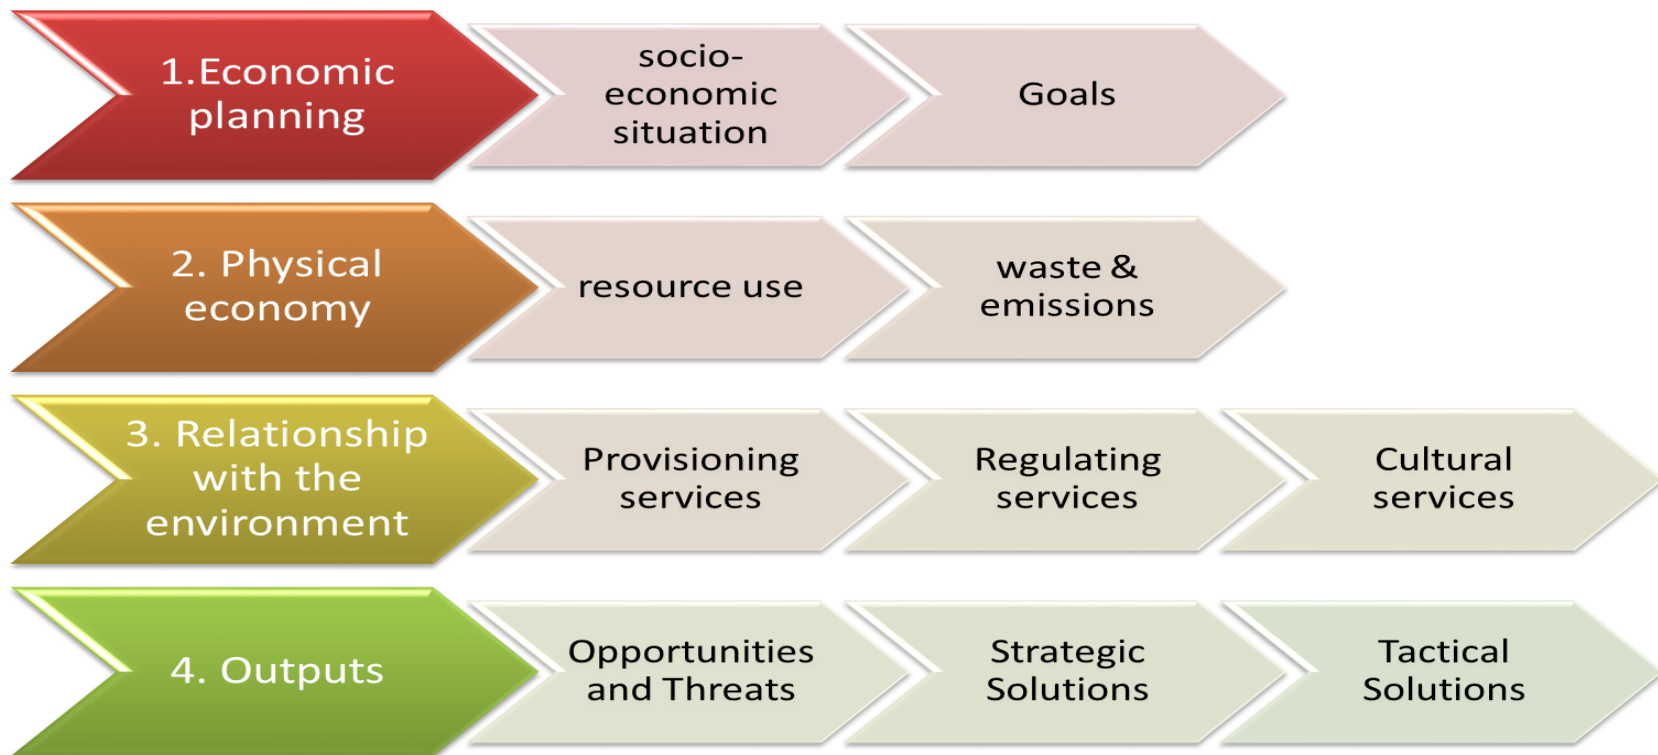 1.Economic
planning
socio-
economic
situation
Goals
2. Physical
economy
resource use
waste &
emissions
3. Relationship
with the
environment
Provisioning
services
Regulating
services
Cultural
services
4. Outputs
Opportunities
and Threats
Strategic
Solutions
Tactical
Solutions